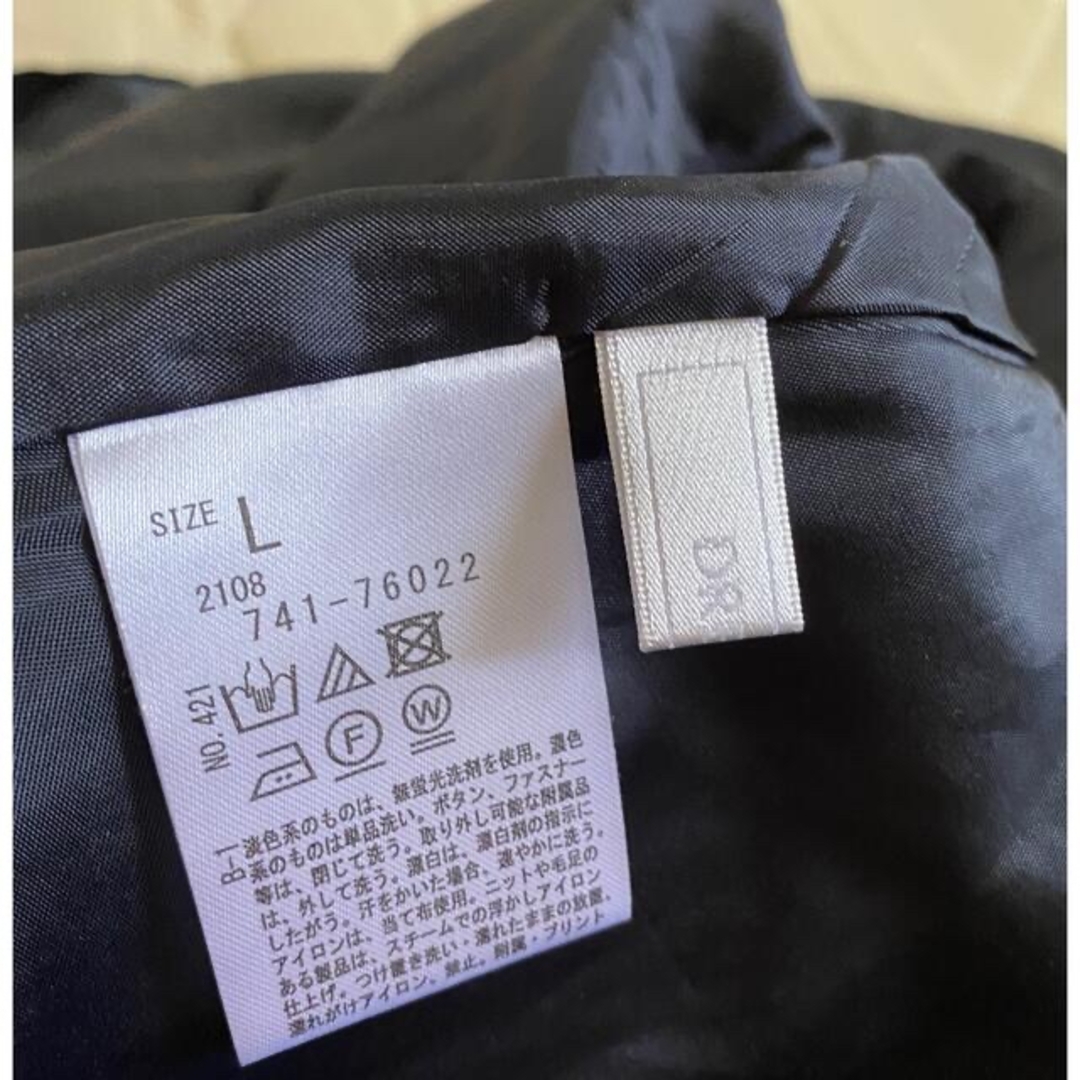 SIZE L
2108
741-76022
NO.421
F W
B-1
淡色系のものは、無蛍光洗剤を使用。濃色
系のものは単品洗い。ボタン、ファスナー
等は、閉じて洗う。取り外し可能な附属品
は、外して洗う。漂白は、漂白剤の指示に
したがう。汗をかいた場合、速やかに洗う。
アイロンは、当て布使用。ニットや毛足の
ある製品は、スチームでの浮かしアイロン
仕上げ。つけ置き洗い・濡れたままの放置。
濡れがけアイロン、禁止。附属・プリント